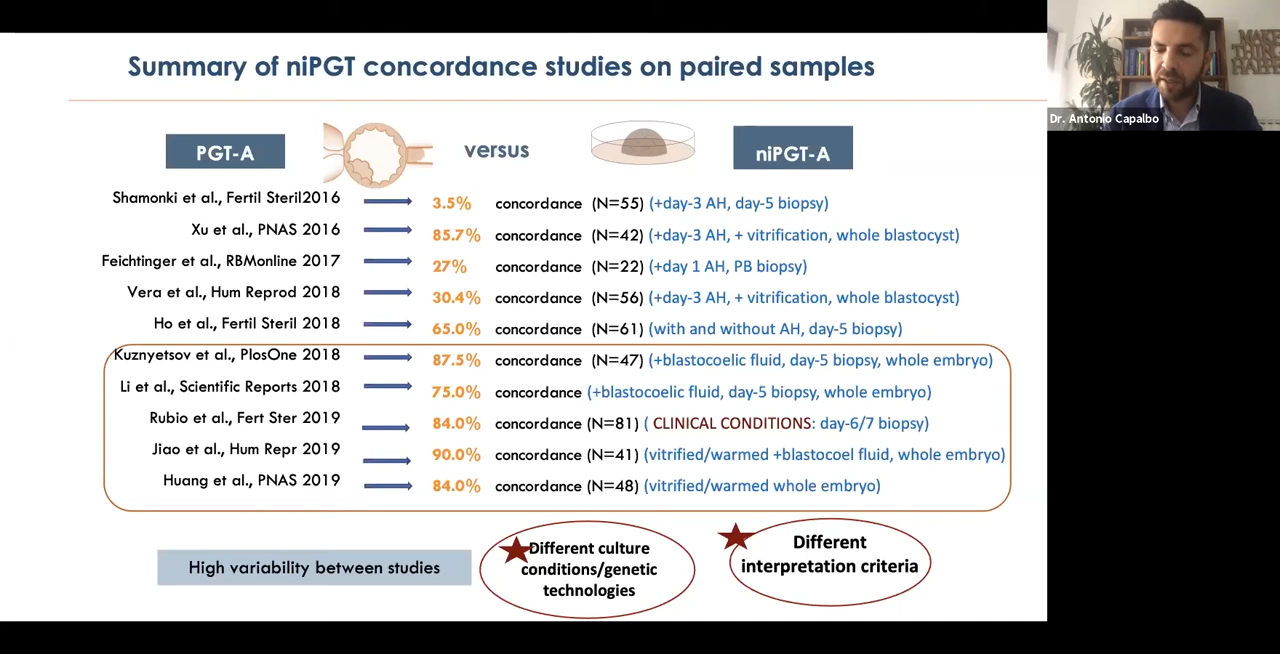 Summary of niPGT concordance studies on paired samples
PGT-A
versus
niPGT-A
Shamonki et al., Fertil Steril2016 3.5% concordance (N=55) (+day-3 AH, day-5 biopsy)
Xu et al., PNAS 2016 85.7% concordance (N=42) (+day-3 AH, + vitrification, whole blastocyst)
Feichtinger et al., RBMonline 2017 27% concordance (N=22) (+day 1 AH, PB biopsy)
Vera et al., Hum Reprod 2018 30.4% concordance (N=56) (+day-3 AH, + vitrification, whole blastocyst)
Ho et al., Fertil Steril 2018 65.0% concordance (N=61) (with and without AH, day-5 biopsy)
Kuznyetsov et al., PlosOne 2018 87.5% concordance (N=47) (+blastocoelic fluid, day-5 biopsy, whole embryo)
Li et al., Scientific Reports 2018 75.0% concordance (+blastocoelic fluid, day-5 biopsy, whole embryo)
Rubio et al., Fert Ster 2019 84.0% concordance (N=81) ( CLINICAL CONDITIONS: day-6/7 biopsy)
Jiao et al., Hum Repr 2019 90.0% concordance (N=41) (vitrified/warmed +blastocoel fluid, whole embryo)
Huang et al., PNAS 2019 84.0% concordance (N=48) (vitrified/warmed whole embryo)
High variability between studies
Different culture
conditions/genetic
technologies
Different
interpretation criteria
MAKE
Dr. Antonio Capalbo